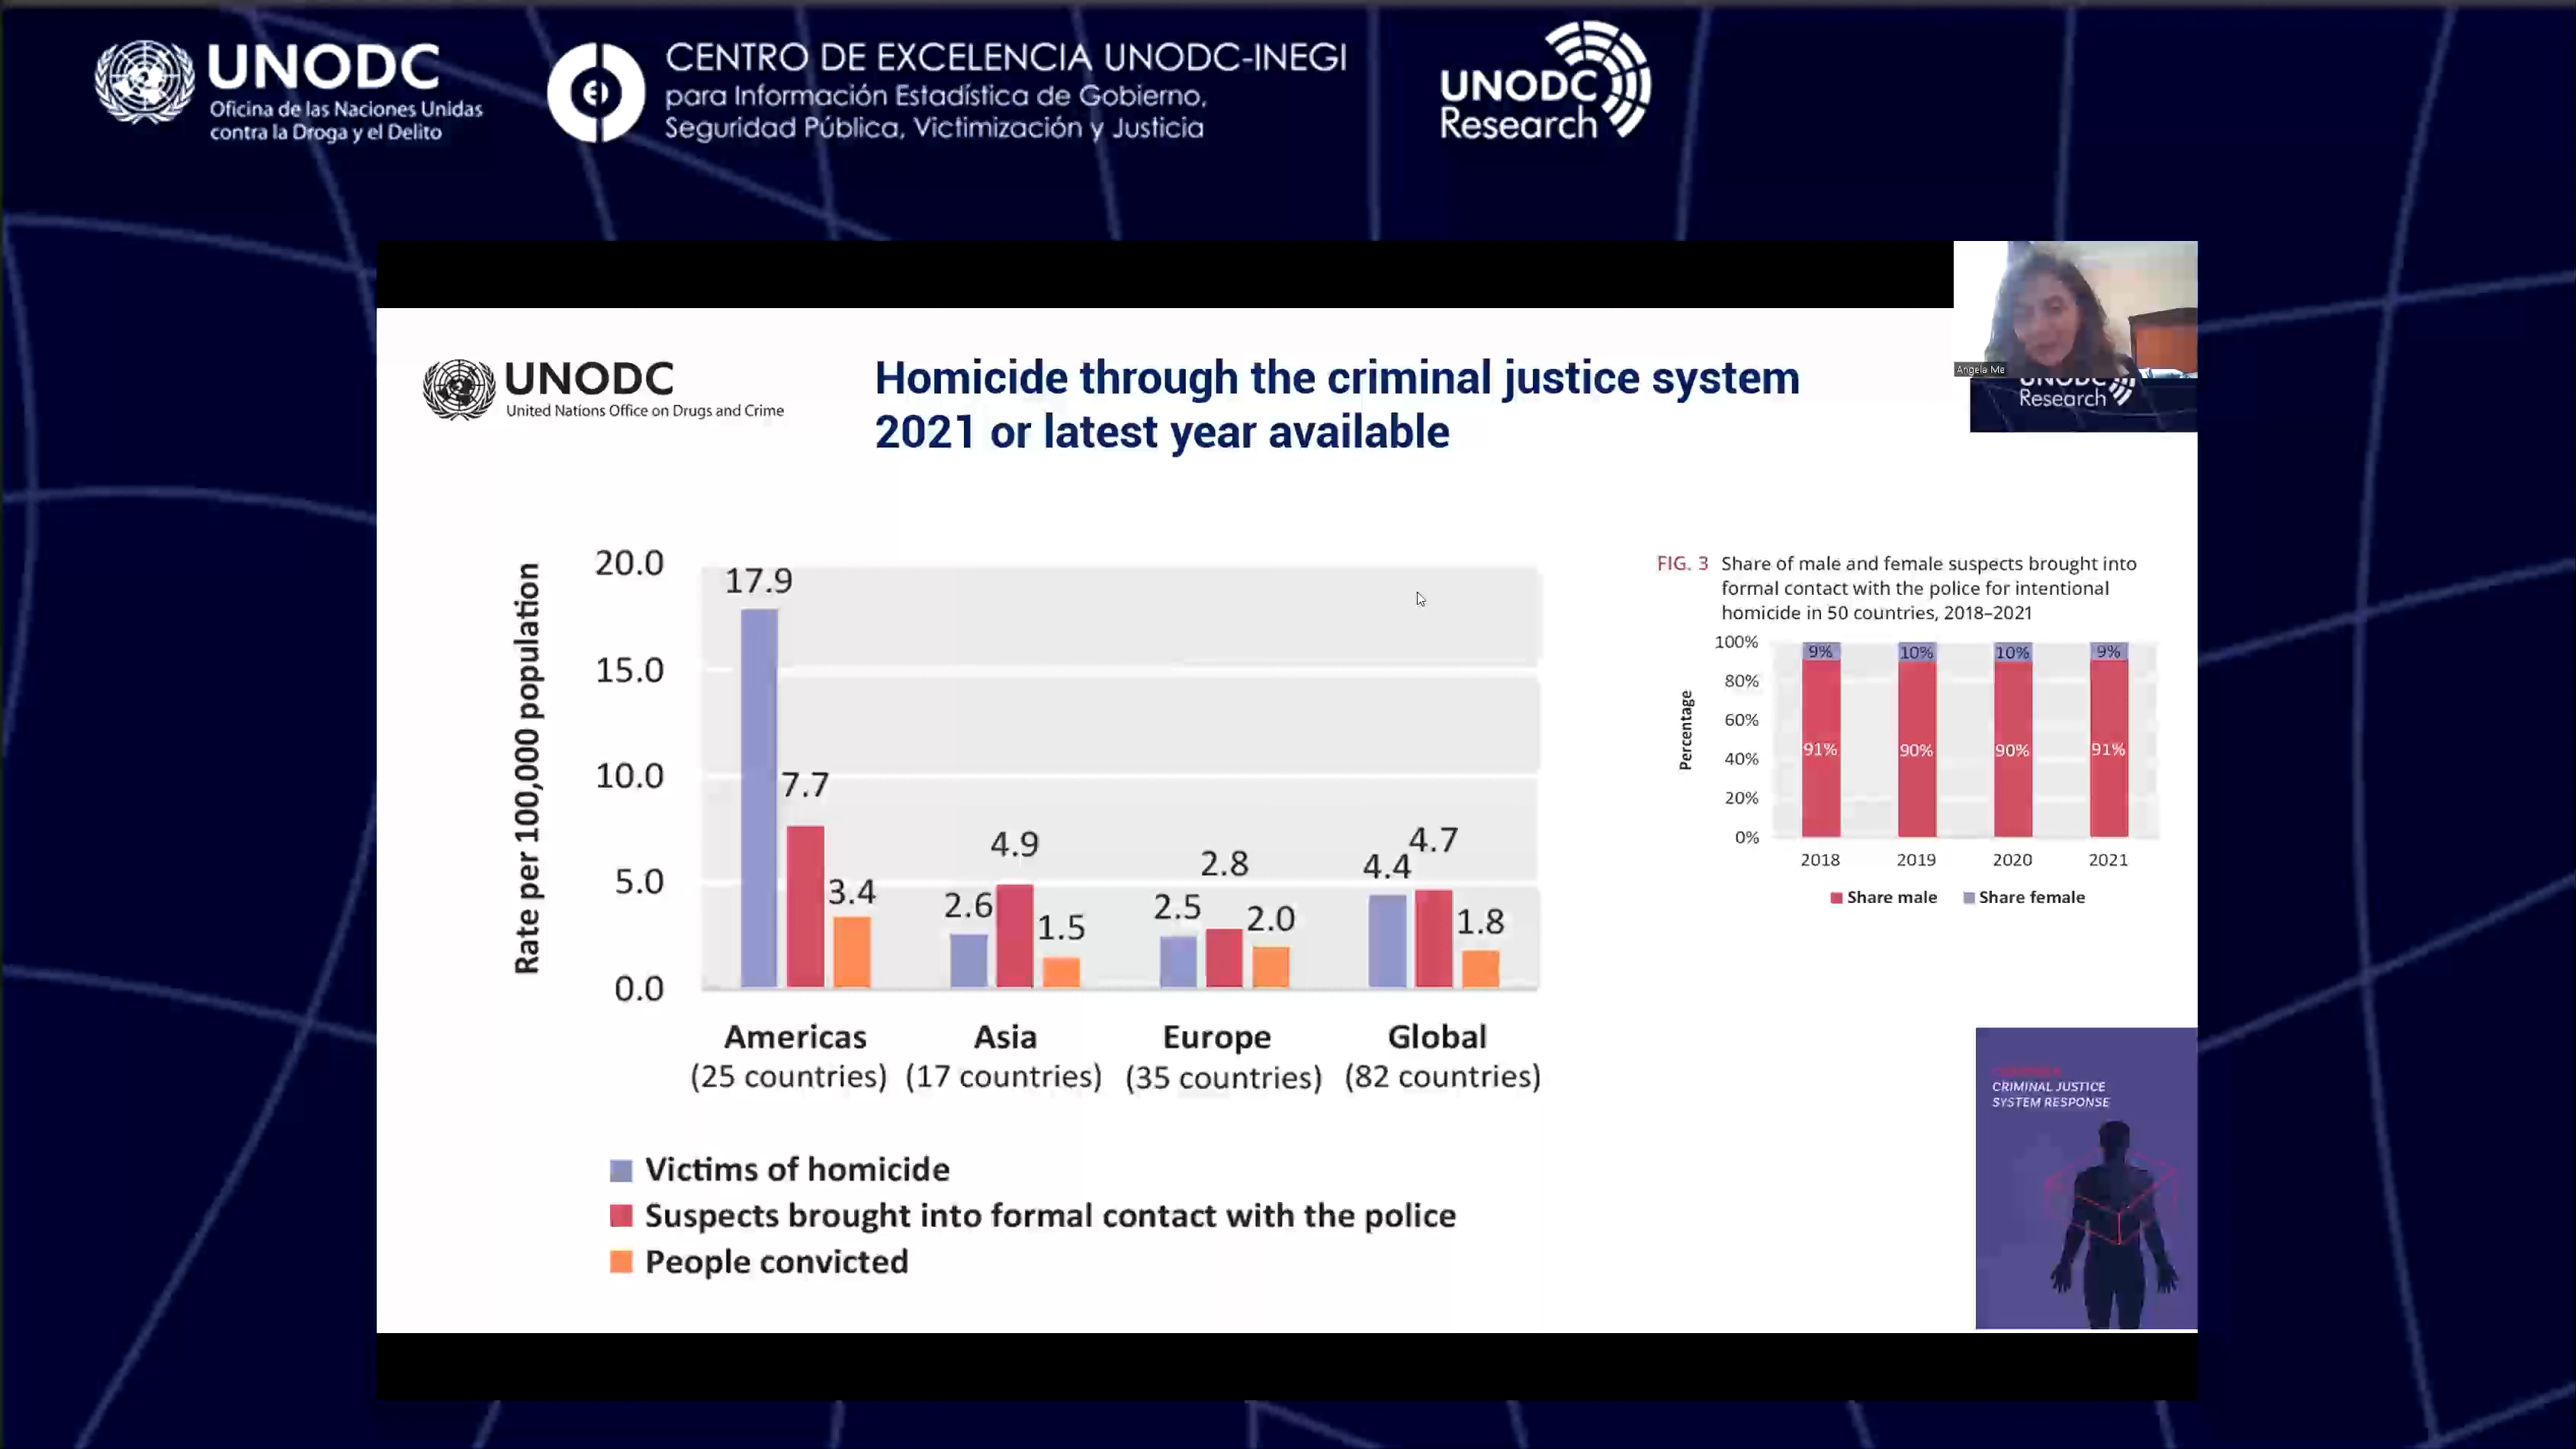 UNODC
Oficina de las Naciones Unidas
contra la Droga y el Delito
CENTRO DE EXCELENCIA UNODC-INEGI
para Información Estadística de Gobierno,
Seguridad Pública, Victimización y Justicia
UNODC
Research
Angela Me
UNODC
Research
UNODC
United Nations Office on Drugs and Crime
Homicide through the criminal justice system
2021 or latest year available
Rate per 100,000 population
20.0
15.0
10.0
5.0
0.0
17.9
7.7
3.4
2.6
4.9
1.5
2.5
2.8
2.0
4.4
4.7
1.8
Americas
(25 countries)
Asia
(17 countries)
Europe
(35 countries)
Global
(82 countries)
Victims of homicide
Suspects brought into formal contact with the police
People convicted
FIG. 3 Share of male and female suspects brought into
formal contact with the police for intentional
homicide in 50 countries, 2018–2021
Percentage
100%
80%
60%
40%
20%
0%
9%
10%
10%
9%
91%
90%
90%
91%
2018
2019
2020
2021
Share male
Share female
CRIMINAL JUSTICE
SYSTEM RESPONSE